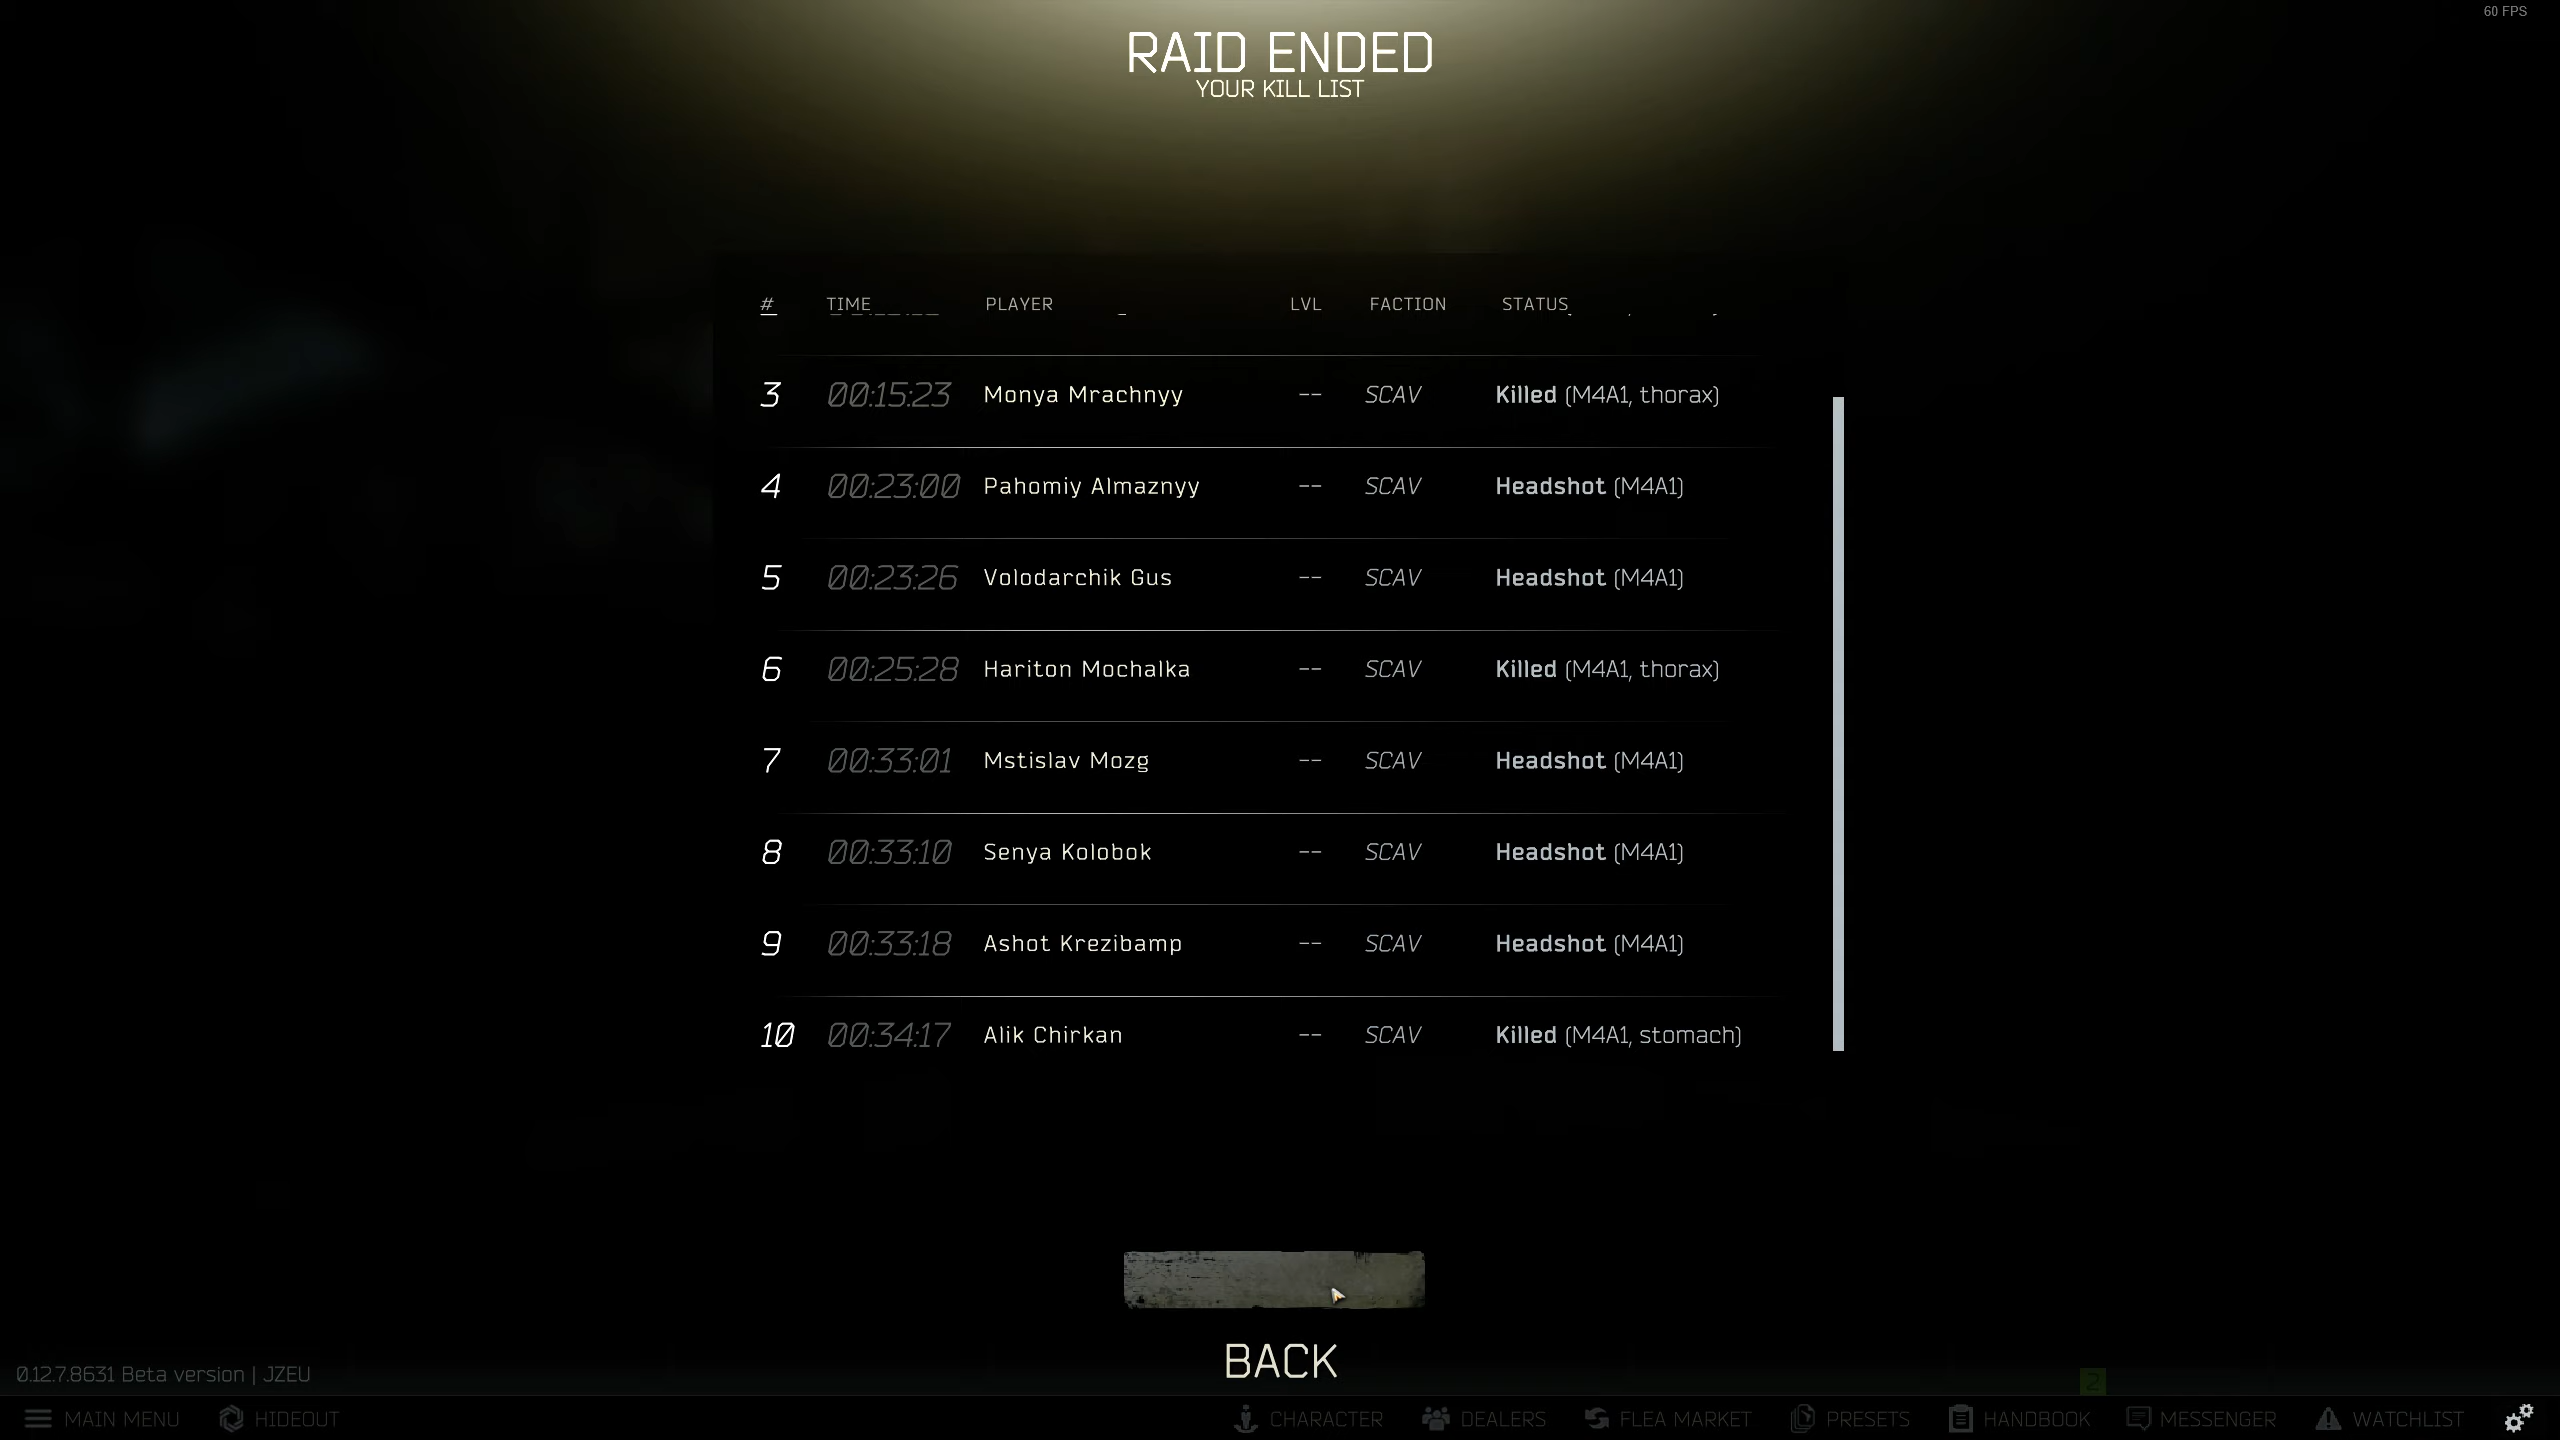 60 FPS
RAID ENDED
YOUR KILL LIST
# TIME PLAYER LVL FACTION STATUS
3 00:15:23 Monya Mrachnyy -- SCAV Killed (M4A1, thorax)
4 00:23:00 Pahomiy Almaznyy -- SCAV Headshot (M4A1)
5 00:23:26 Volodarchik Gus -- SCAV Headshot (M4A1)
6 00:25:28 Hariton Mochalka -- SCAV Killed (M4A1, thorax)
7 00:33:01 Mstislav Mozg -- SCAV Headshot (M4A1)
8 00:33:10 Senya Kolobok -- SCAV Headshot (M4A1)
9 00:33:18 Ashot Krezibamp -- SCAV Headshot (M4A1)
10 00:34:17 Alik Chirkan -- SCAV Killed (M4A1, stomach)
BACK
0.12.7.8631 Beta version | JZEU
2
MAIN MENU HIDEOUT CHARACTER DEALERS FLEA MARKET PRESETS HANDBOOK MESSENGER WATCHLIST